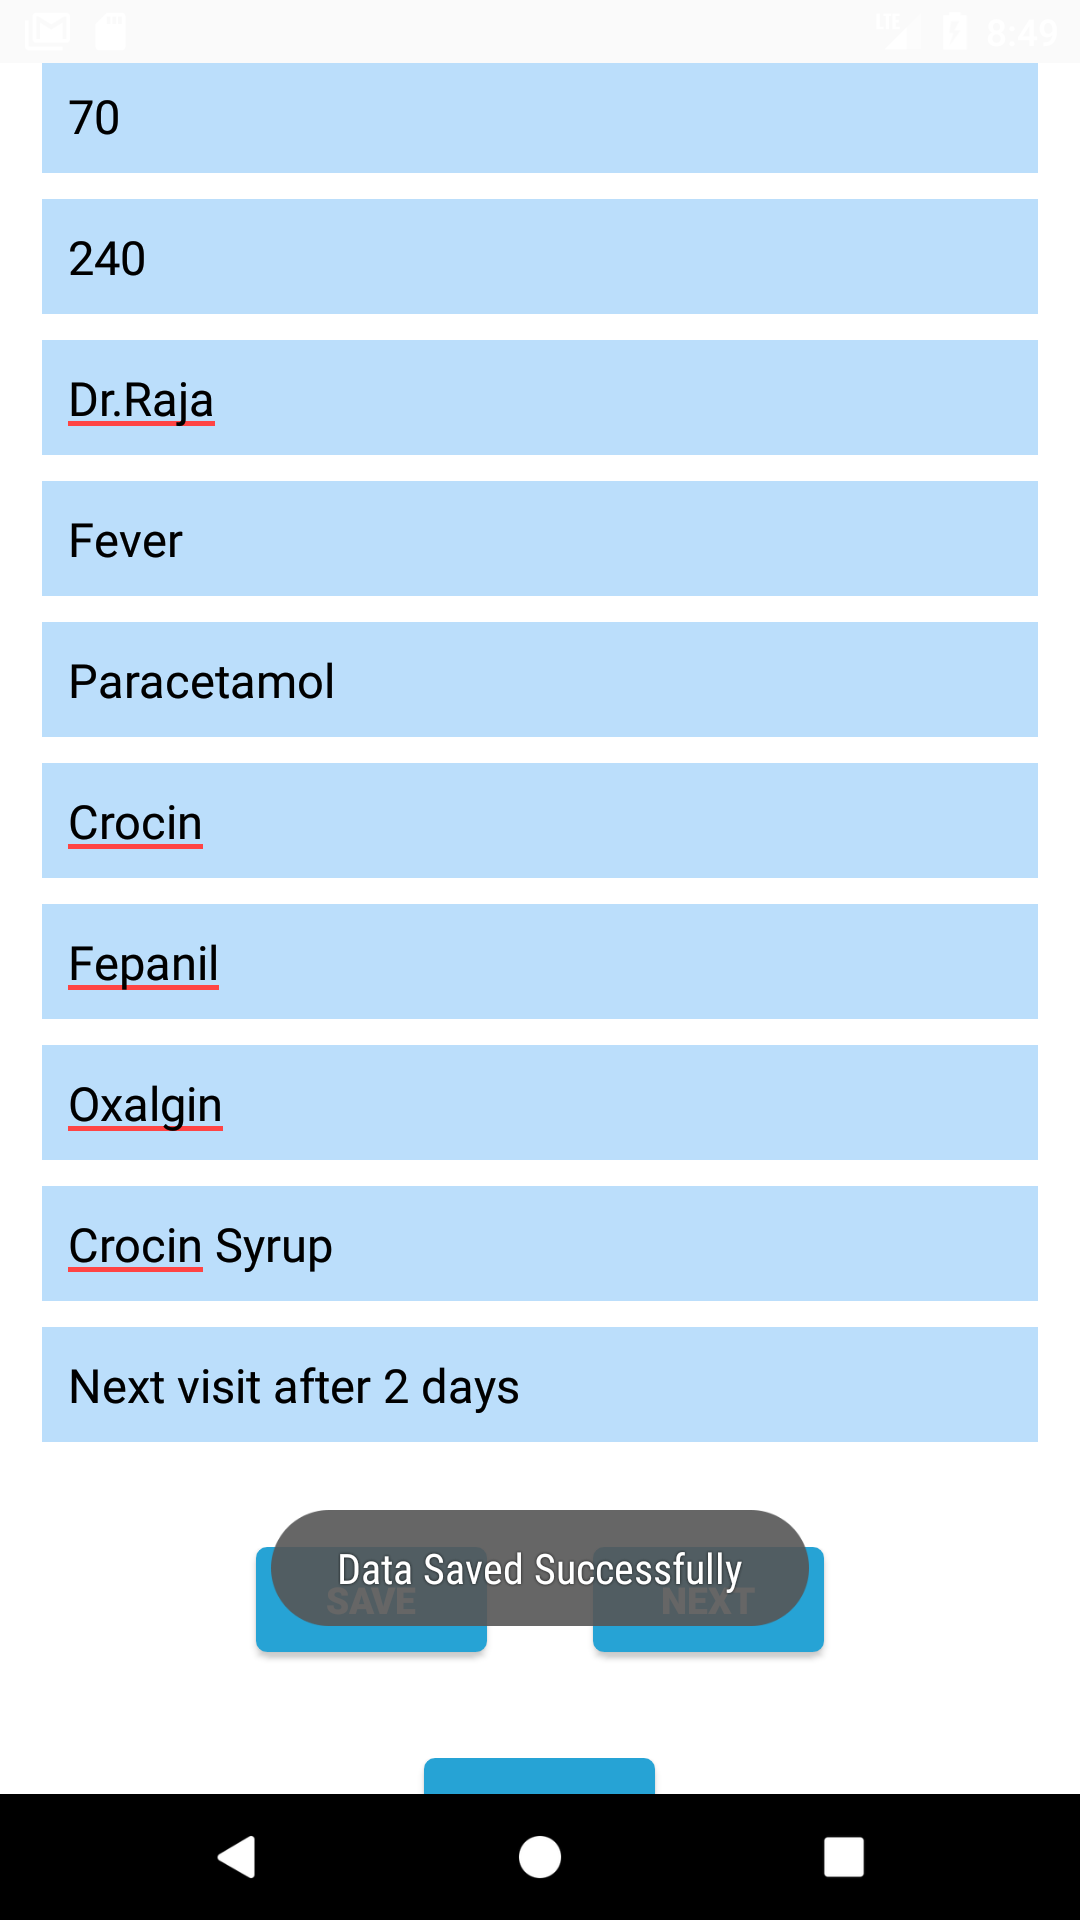 LTE 8:49
70
240
Dr.Raja
Fever
Paracetamol
Crocin
Fepanil
Oxalgin
Crocin Syrup
Next visit after 2 days
Data Saved Successfully
SAVE NEXT